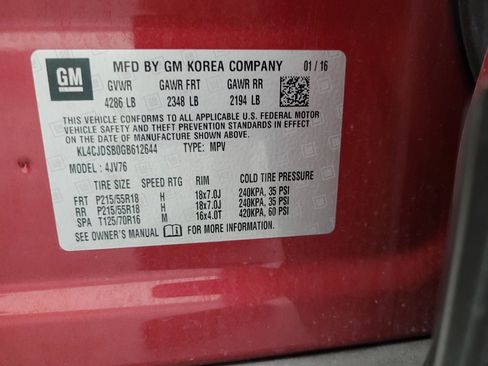 GM
MFD BY GM KOREA COMPANY 01 / 16
GVWR GAWR FRT GAWR RR
4286 LB 2348 LB 2194 LB
THIS VEHICLE CONFORMS TO ALL APPLICABLE U.S. FEDERAL MOTOR
VEHICLE SAFETY AND THEFT PREVENTION STANDARDS IN EFFECT
ON THE DATE OF MANUFACTURE SHOWN ABOVE.
KL4CJDSB0GB612644 TYPE: MPV
MODEL : 4JV76
SPEED RTG RIM COLD TIRE PRESSURE
FRT P215/55R18 H 18x7.0J 240KPA, 35 PSI
RR P215/55R18 H 18x7.0J 240KPA, 35 PSI
SPA T125/70R16 M 16x4.0T 420KPA, 60 PSI
SEE OWNER'S MANUAL FOR MORE INFORMATION.